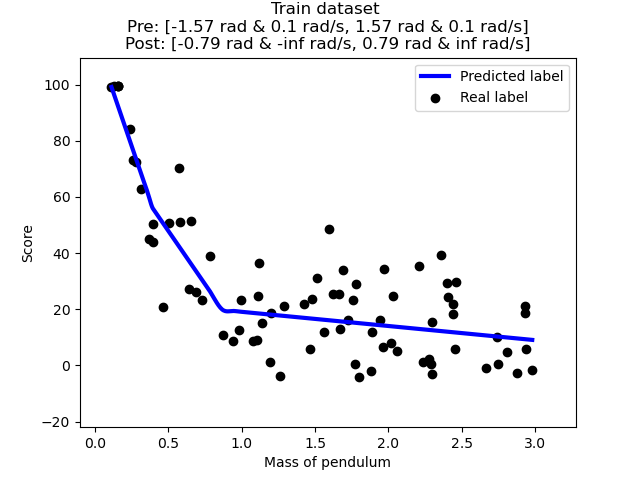 Train dataset
Pre: [-1.57 rad & 0.1 rad/s, 1.57 rad & 0.1 rad/s]
Post: [-0.79 rad & -inf rad/s, 0.79 rad & inf rad/s]
Predicted label
Real label
100
80
60
40
20
0
−20
Score
0.0 0.5 1.0 1.5 2.0 2.5 3.0
Mass of pendulum